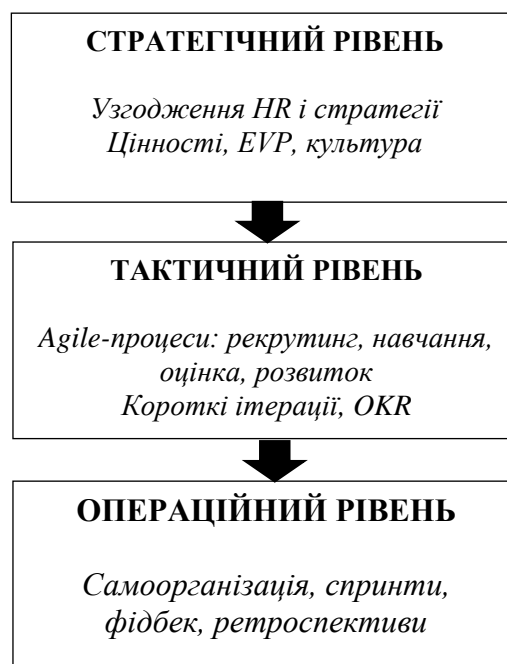 СТРАТЕГІЧНИЙ РІВЕНЬ
Узгодження HR і стратегії
Цінності, EVP, культура
ТАКТИЧНИЙ РІВЕНЬ
Agile-процеси: рекрутинг, навчання,
оцінка, розвиток
Короткі ітерації, OKR
ОПЕРАЦІЙНИЙ РІВЕНЬ
Самоорганізація, спринти,
фідбек, ретроспективи